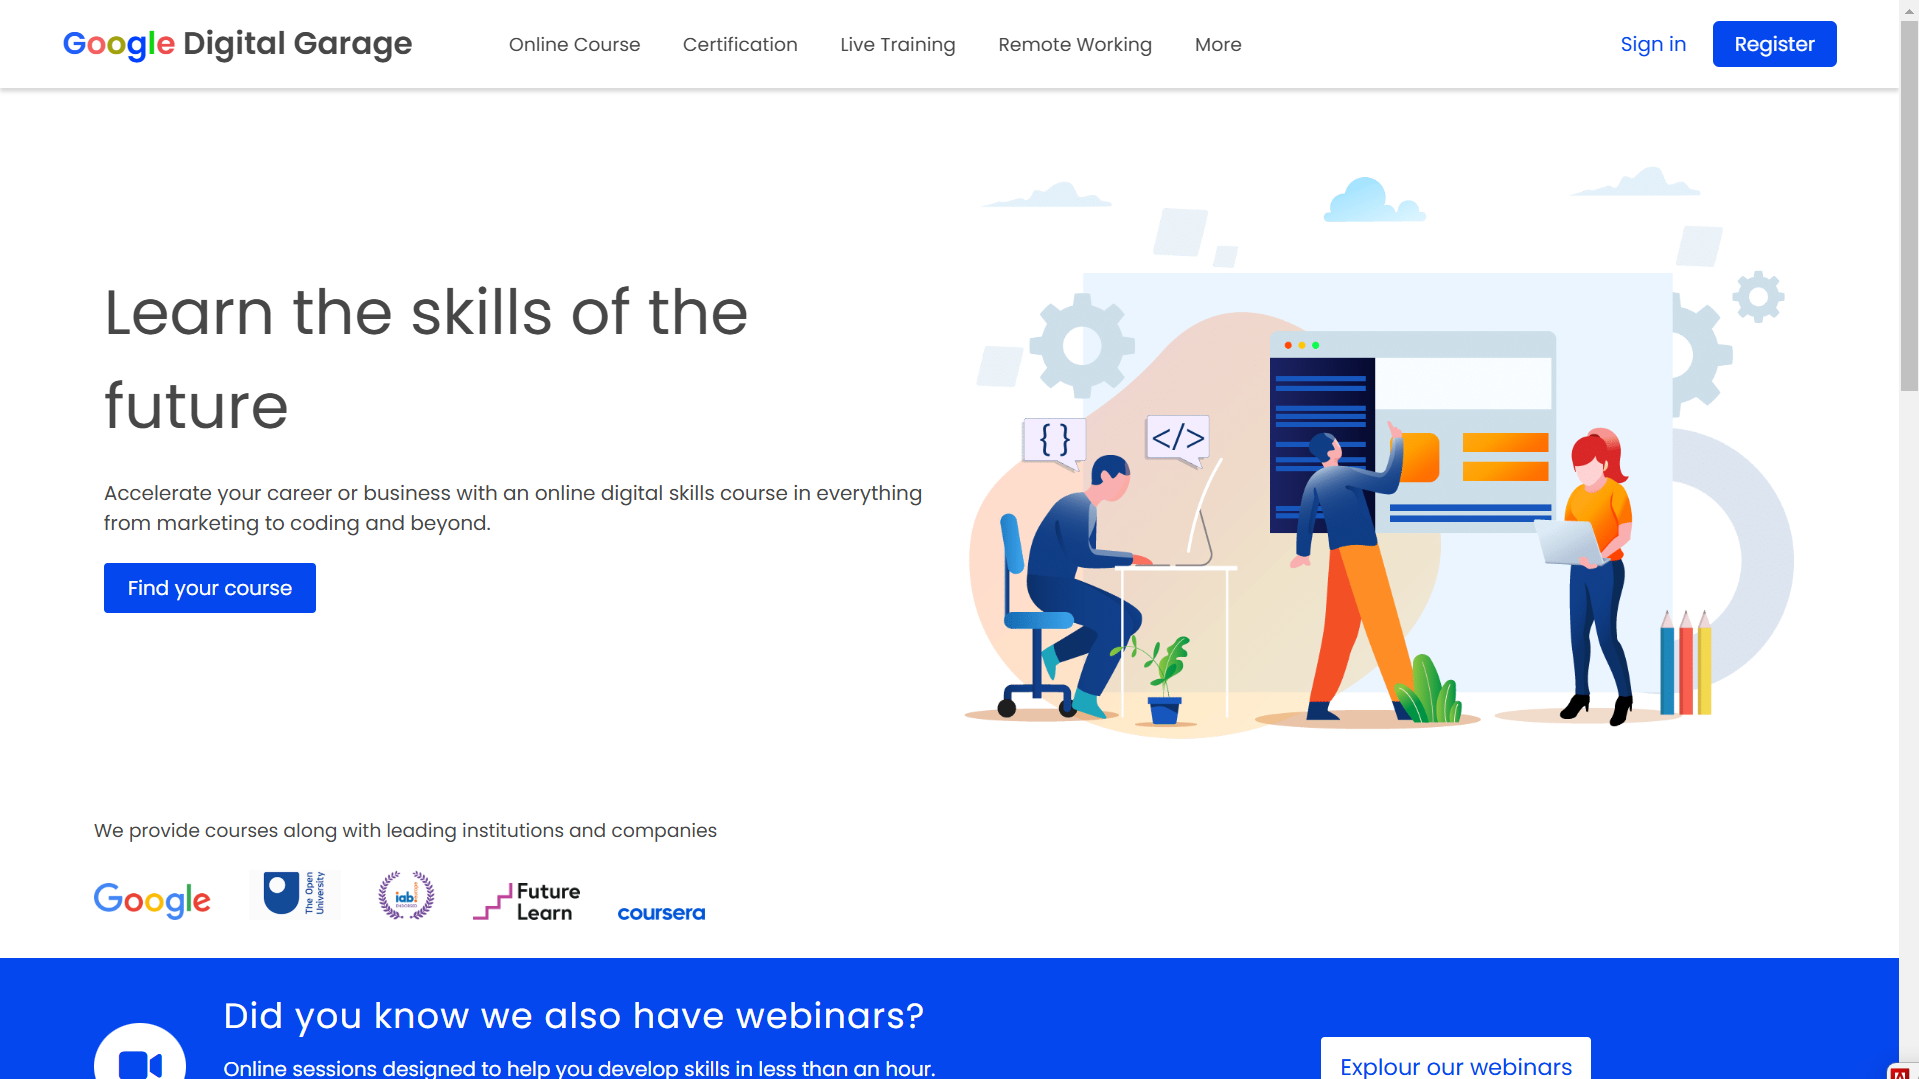 Google Digital Garage
Online Course
Certification
Live Training
Remote Working
More
Sign in
Register
Learn the skills of the
future
Accelerate your career or business with an online digital skills course in everything
from marketing to coding and beyond.
Find your course
{ }
</>
We provide courses along with leading institutions and companies
Google
The Open
University
iab
Future
Learn
coursera
Did you know we also have webinars?
Online sessions designed to help you develop skills in less than an hour.
Explour our webinars